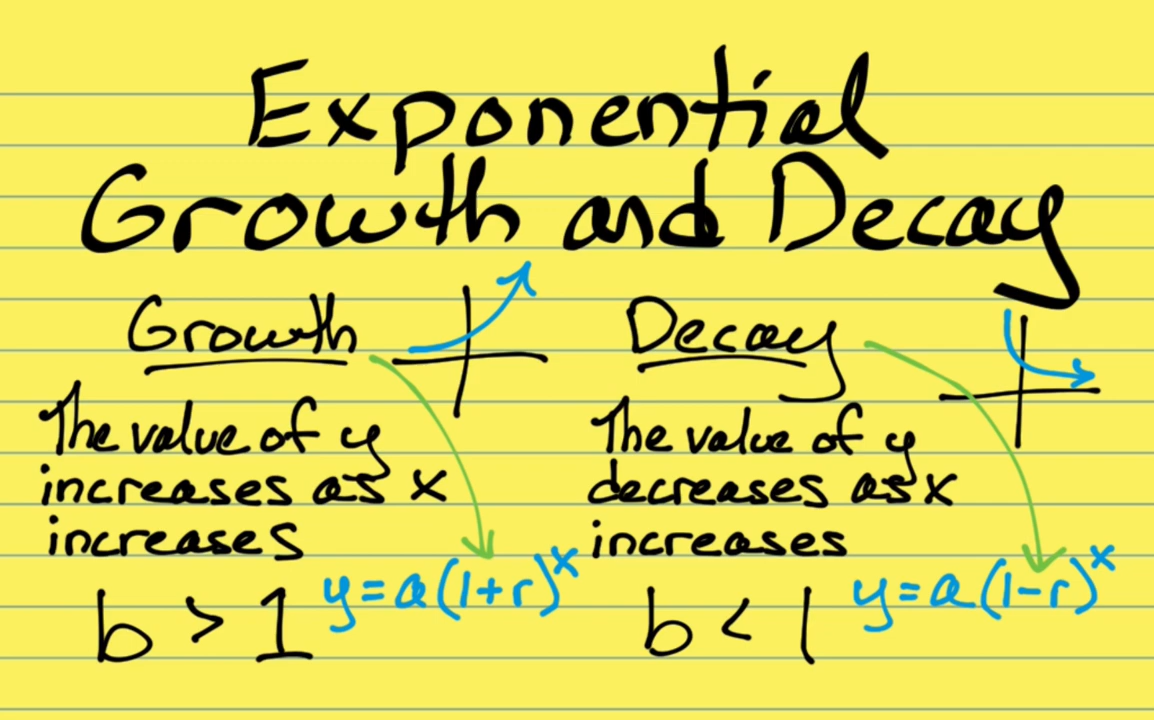 Exponential
Growth and Decay
Growth
The value of y
increases as x
increases
b > 1
y=a(1+r)^x
Decay
The value of y
decreases as x
increases
b < 1
y=a(1-r)^x